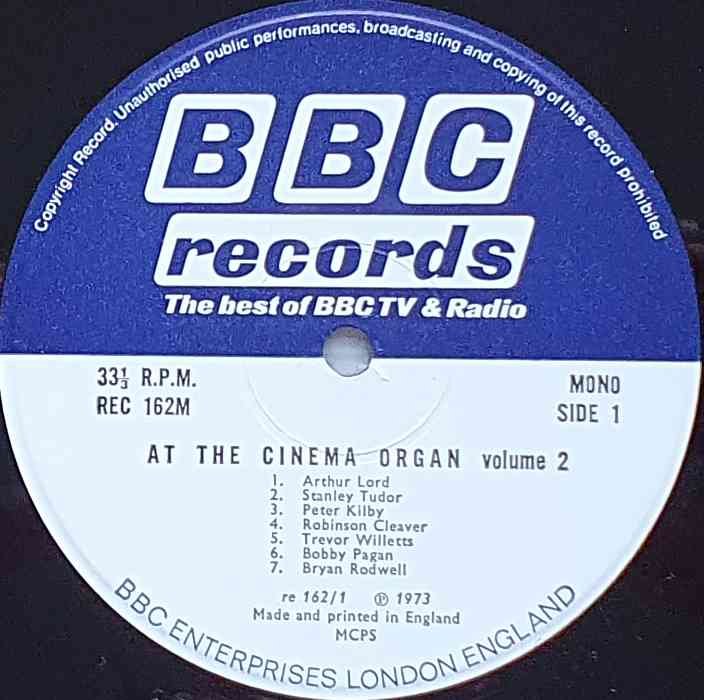 Copyright Record. Unauthorised public performances, broadcasting and copying of this record prohibited
BBC
records
The best of BBC TV & Radio
33⅓ R.P.M.
MONO
REC 162M
SIDE 1
AT THE CINEMA ORGAN volume 2
1. Arthur Lord
2. Stanley Tudor
3. Peter Kilby
4. Robinson Cleaver
5. Trevor Willetts
6. Bobby Pagan
7. Bryan Rodwell
re 162/1 ℗ 1973
Made and printed in England
MCPS
BBC ENTERPRISES LONDON ENGLAND